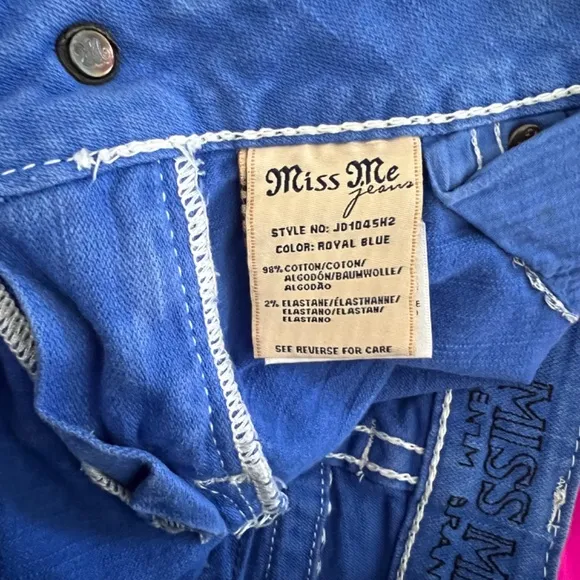 Miss Me
jeans
STYLE NO: JD1045H2
COLOR: ROYAL BLUE
98% COTTON/COTON/
ALGODÓN/BAUMWOLLE/
ALGODÃO
2% ELASTANE/ÉLASTHANNE/
ELASTANO/ELASTAN/
ELASTANO
SEE REVERSE FOR CARE
MISS M
BRAN